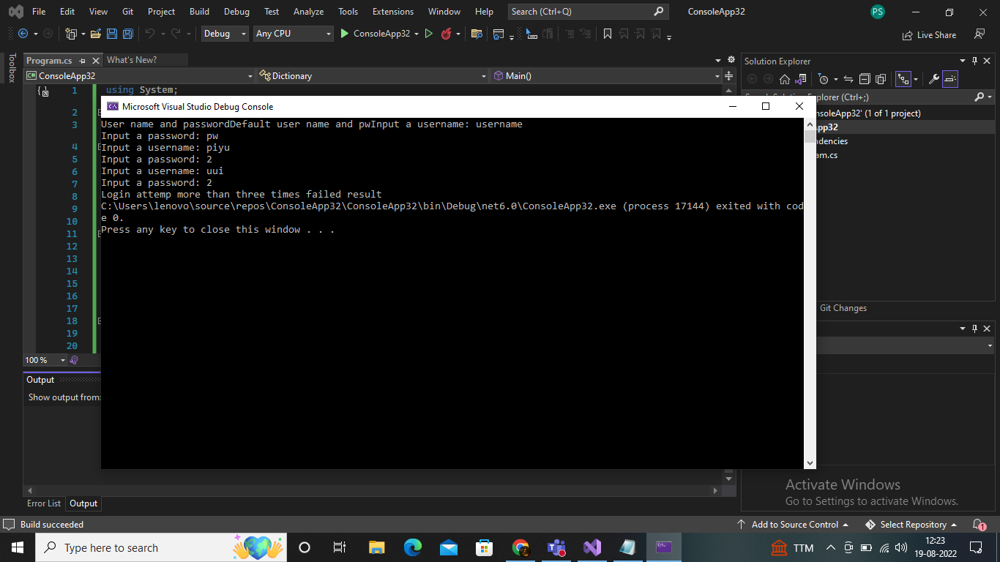 File Edit View Git Project Build Debug Test Analyze Tools Extensions Window Help Search (Ctrl+Q) ConsoleApp32 PS
Debug Any CPU ConsoleApp32 Live Share
Toolbox
Program.cs What's New?
ConsoleApp32 Dictionary Main()
1 using System;
2
3
4
5
6
7
8
9
10
11
12
13
14
15
16
17
18
19
20
Microsoft Visual Studio Debug Console
User name and passwordDefault user name and pwInput a username: username
Input a password: pw
Input a username: piyu
Input a password: 2
Input a username: uui
Input a password: 2
Login attemp more than three times failed result
C:\Users\lenovo\source\repos\ConsoleApp32\ConsoleApp32\bin\Debug\net6.0\ConsoleApp32.exe (process 17144) exited with cod
e 0.
Press any key to close this window . . .
Solution Explorer
plorer (Ctrl+;)
nsoleApp32' (1 of 1 project)
pp32
ndencies
am.cs
Git Changes
100 %
Output
Show output from:
Error List Output
Activate Windows
Go to Settings to activate Windows.
Build succeeded Add to Source Control Select Repository 1
Type here to search TTM 12:23
19-08-2022